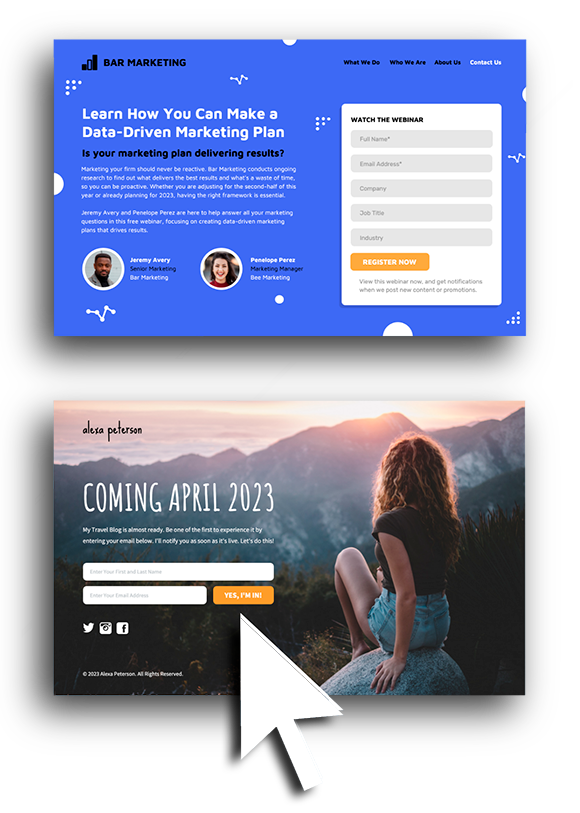 BAR MARKETING
What We Do
Who We Are
About Us
Contact Us
Learn How You Can Make a
Data-Driven Marketing Plan
Is your marketing plan delivering results?
Marketing your firm should never be reactive. Bar Marketing conducts ongoing
research to find out what delivers the best results and what's a waste of time,
so you can be proactive. Whether you are adjusting for the second-half of this
year or already planning for 2023, having the right framework is essential.
Jeremy Avery and Penelope Perez are here to help answer all your marketing
questions in this free webinar, focusing on creating data-driven marketing
plans that drives results.
Jeremy Avery
Senior Marketing
Bar Marketing
Penelope Perez
Marketing Manager
Bee Marketing
WATCH THE WEBINAR
Full Name*
Email Address*
Company
Job Title
Industry
REGISTER NOW
View this webinar now, and get notifications
when we post new content or promotions.
alexa peterson
COMING APRIL 2023
My Travel Blog is almost ready. Be one of the first to experience it by
entering your email below. I'll notify you as soon as it's live. Let's do this!
Enter Your First and Last Name
Enter Your Email Address
YES, I'M IN!
© 2023 Alexa Peterson. All Rights Reserved.